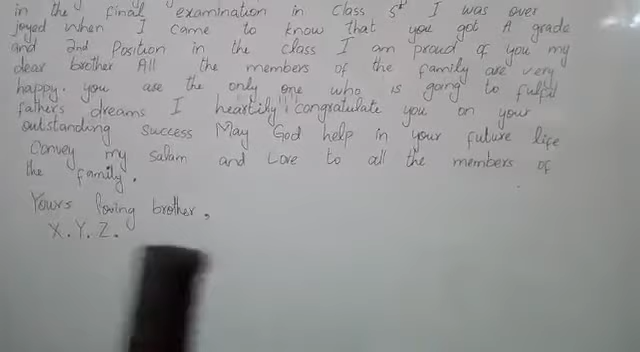 in the final examination in class 5th I was over
joyed when I came to know that you got A grade
and 2nd Position in the class I am proud of you my
dear brother All the members of the family are very
happy. you are the only one who is going to fulfil
father's dreams I heartily congratulate you on your
outstanding success May God help in your future life
Convey my salam and Love to all the members of
the family.
Yours loving brother,
X.Y.Z.